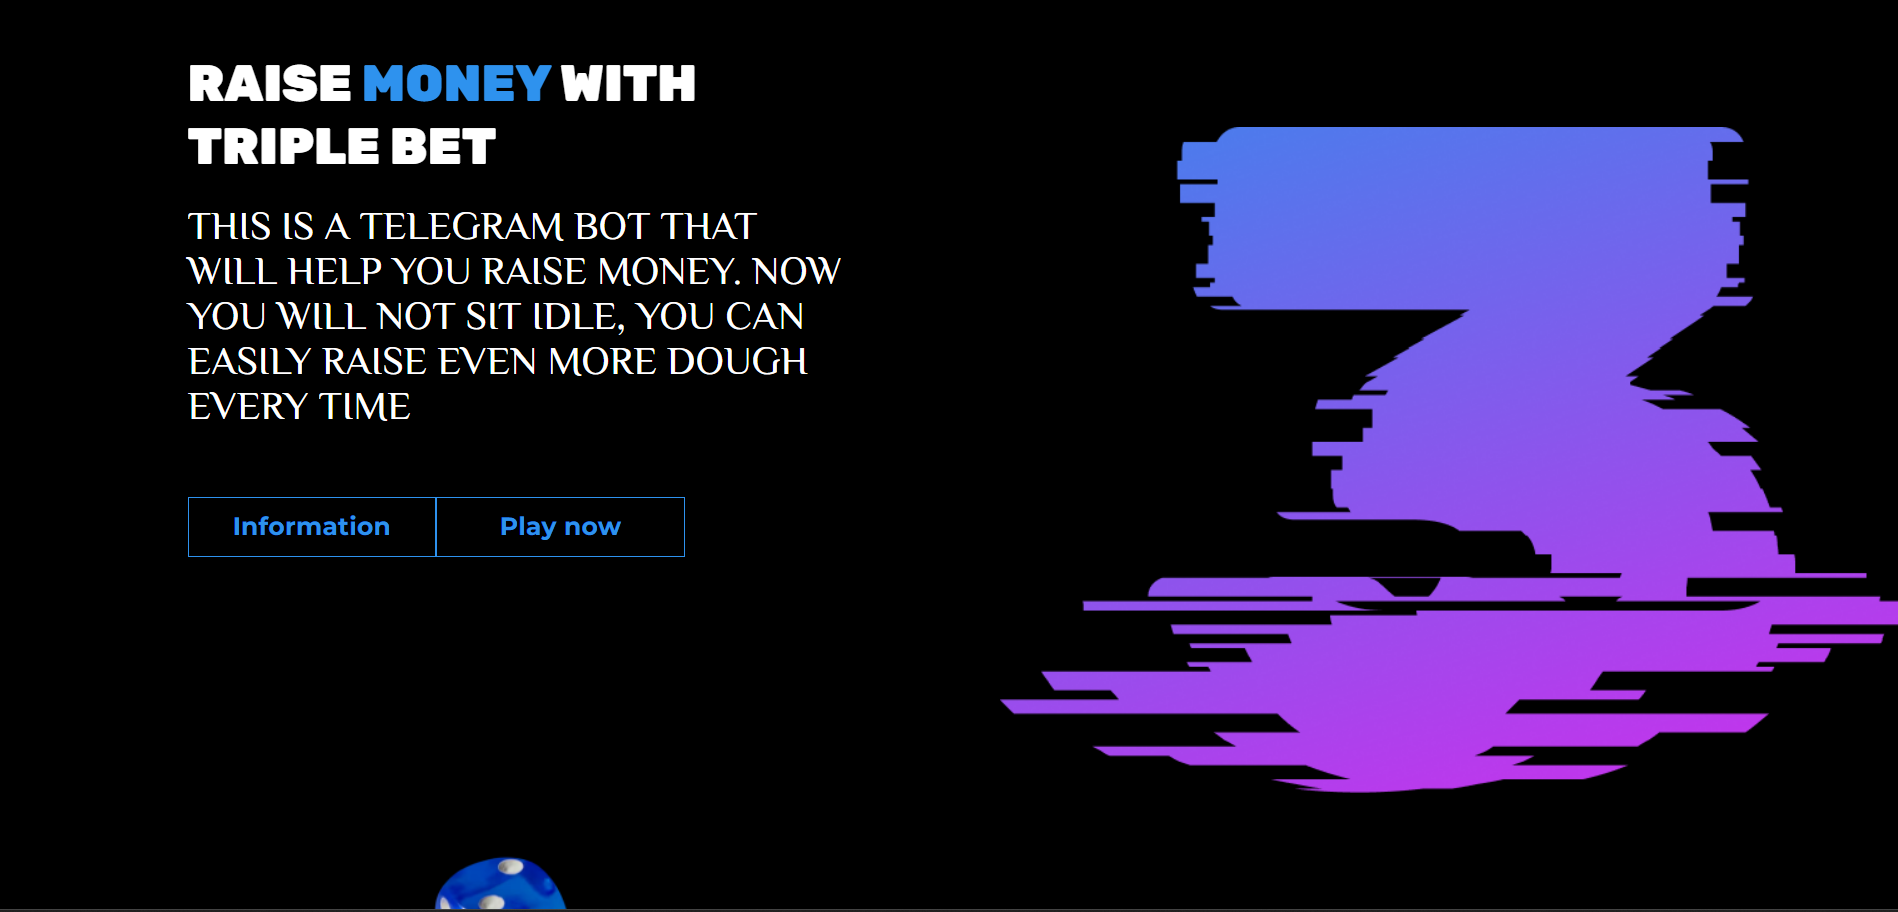 RAISE MONEY WITH
TRIPLE BET
THIS IS A TELEGRAM BOT THAT
WILL HELP YOU RAISE MONEY. NOW
YOU WILL NOT SIT IDLE, YOU CAN
EASILY RAISE EVEN MORE DOUGH
EVERY TIME
Information
Play now
3